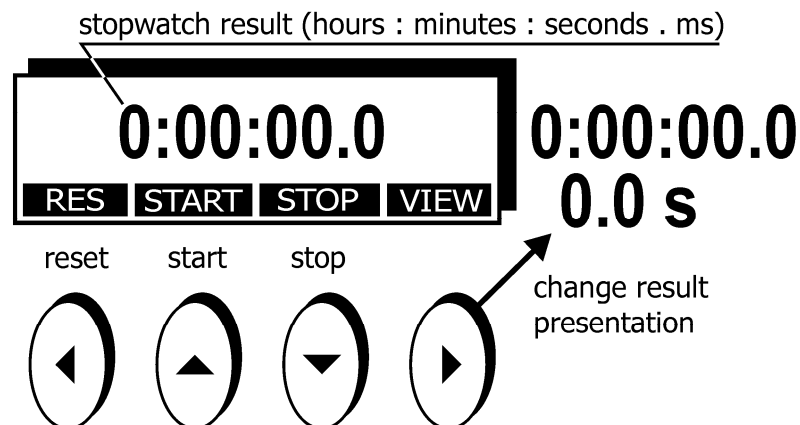 stopwatch result (hours : minutes : seconds . ms)
0:00:00.0 0:00:00.0
0.0 s
RES START STOP VIEW
reset start stop
change result
presentation